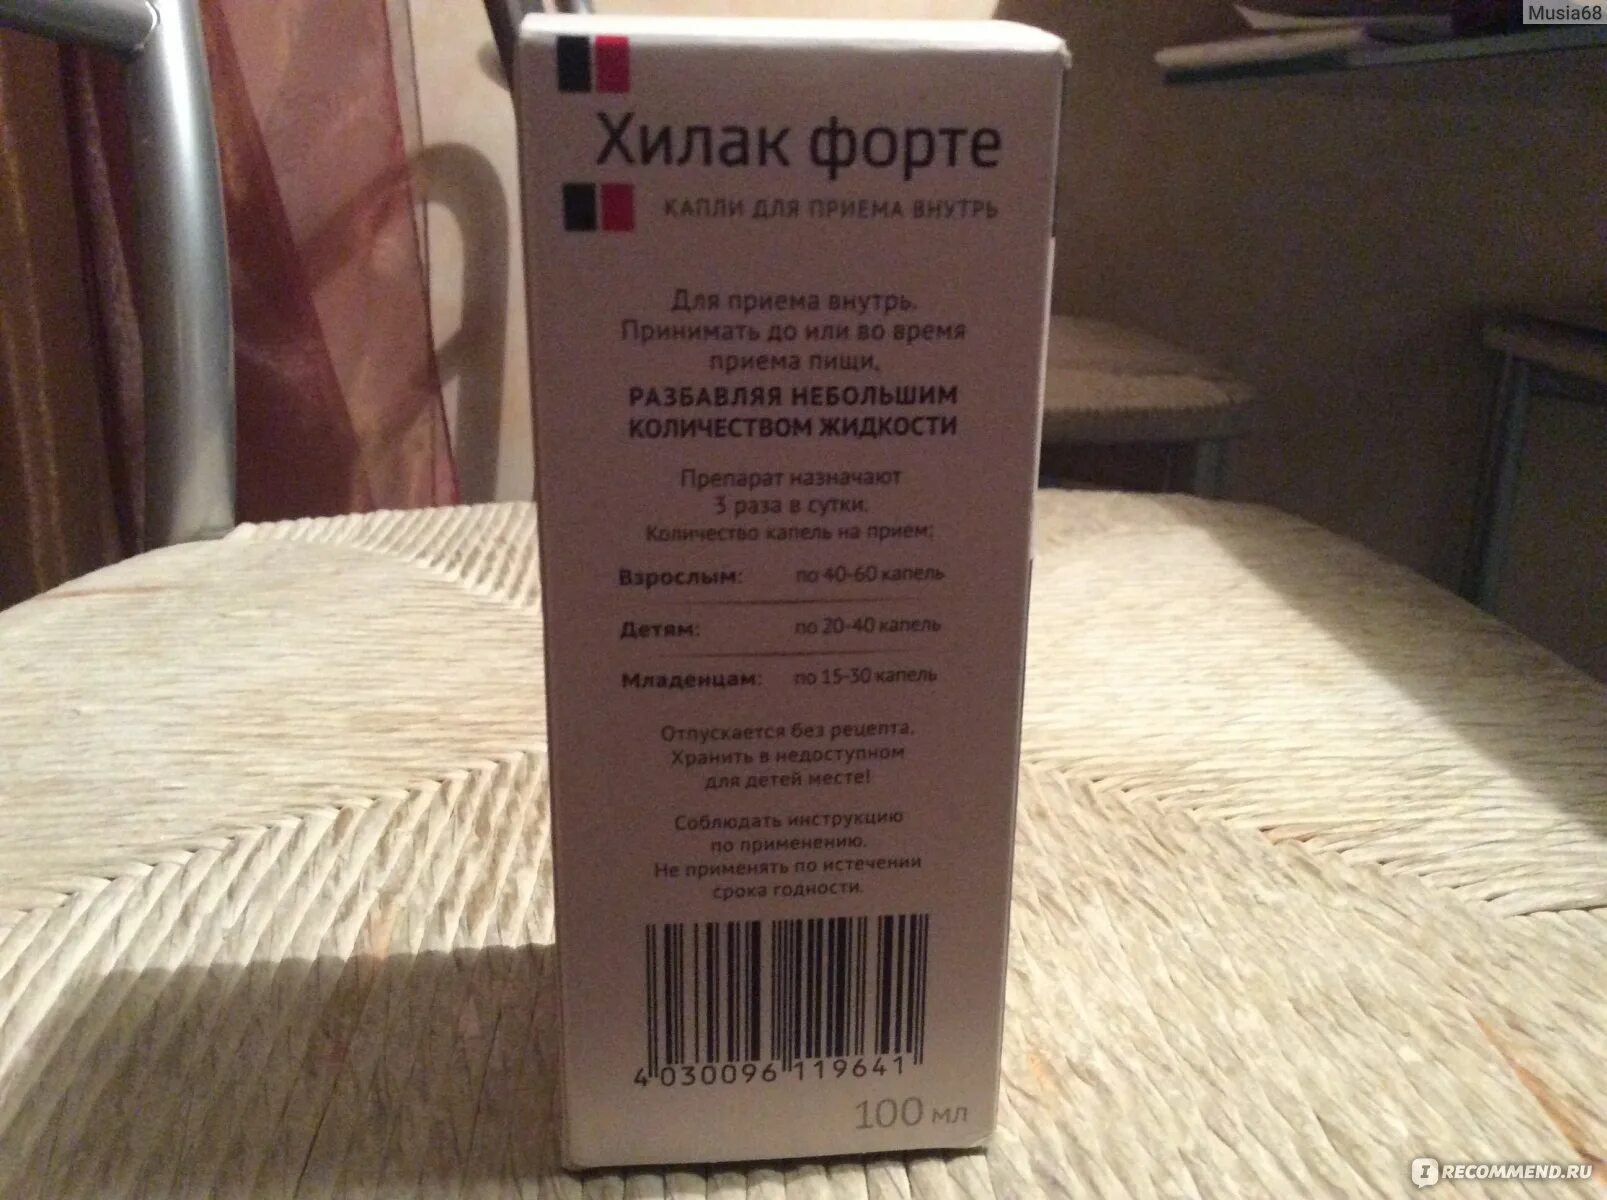 Musia68
Хилак форте
КАПЛИ ДЛЯ ПРИЕМА ВНУТРЬ
Для приема внутрь.
Принимать до или во время
приема пищи,
РАЗБАВЛЯЯ НЕБОЛЬШИМ
КОЛИЧЕСТВОМ ЖИДКОСТИ
Препарат назначают
3 раза в сутки.
Количество капель на прием:
Взрослым: по 40-60 капель
Детям: по 20-40 капель
Младенцам: по 15-30 капель
Отпускается без рецепта.
Хранить в недоступном
для детей месте!
Соблюдать инструкцию
по применению.
Не применять по истечении
срока годности.
4 030096 119641
100 мл
I RECOMMEND.RU